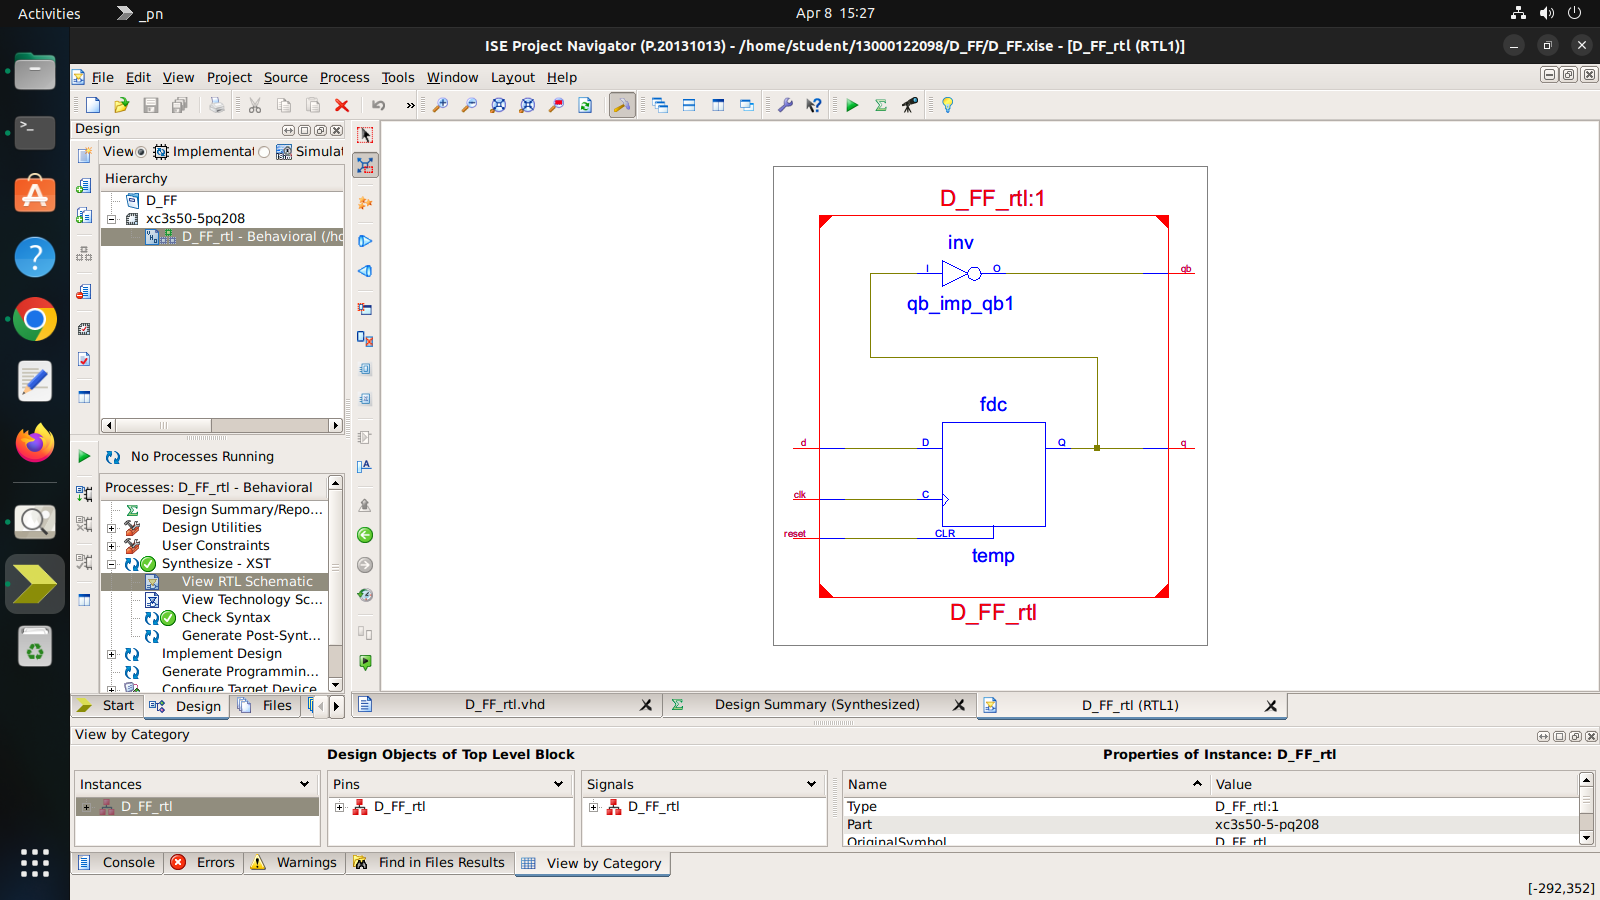 Activities
_pn
Apr 8 15:27
ISE Project Navigator (P.20131013) - /home/student/13000122098/D_FF/D_FF.xise - [D_FF_rtl (RTL1)]
File Edit View Project Source Process Tools Window Layout Help
Design
View Implementat Simulat
Hierarchy
D_FF
xc3s50-5pq208
D_FF_rtl - Behavioral (/ho
No Processes Running
Processes: D_FF_rtl - Behavioral
Design Summary/Repo...
Design Utilities
User Constraints
Synthesize - XST
View RTL Schematic
View Technology Sc...
Check Syntax
Generate Post-Synt...
Implement Design
Generate Programmin...
Configure Target Device
Start Design Files
D_FF_rtl:1
inv
I O qb
qb_imp_qb1
fdc
d D Q q
clk C
reset CLR
temp
D_FF_rtl
D_FF_rtl.vhd
Design Summary (Synthesized)
D_FF_rtl (RTL1)
View by Category
Design Objects of Top Level Block
Properties of Instance: D_FF_rtl
Instances Pins Signals Name Value
D_FF_rtl D_FF_rtl D_FF_rtl Type D_FF_rtl:1
Part xc3s50-5-pq208
OriginalSymbol D_FF_rtl
Console Errors Warnings Find in Files Results View by Category
[-292,352]